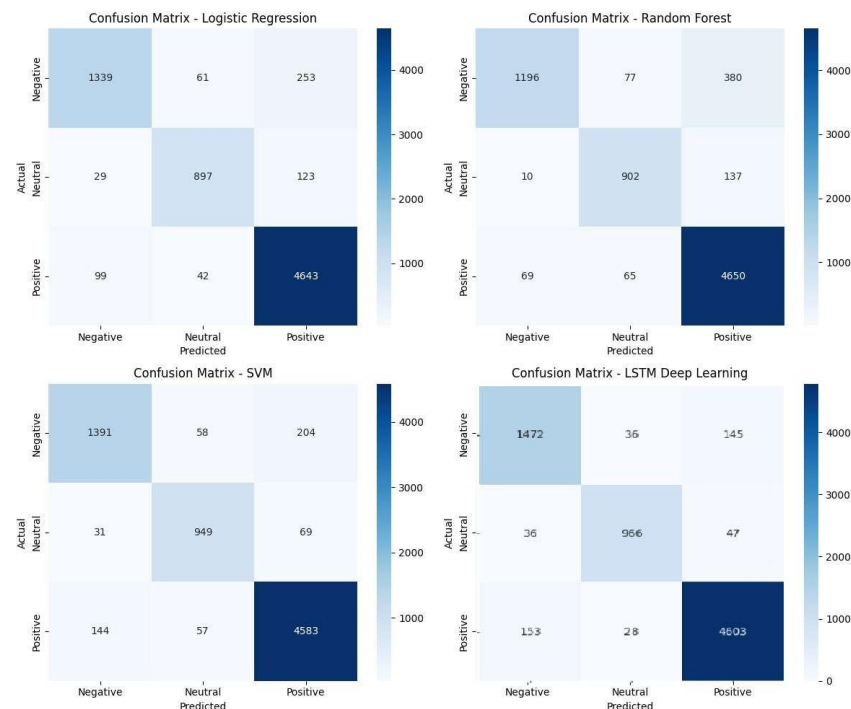 Confusion Matrix - Logistic Regression
Negative
1339
61
253
Actual
Neutral
29
897
123
Positive
99
42
4643
Negative
Neutral
Positive
Predicted
4000
3000
2000
1000
Confusion Matrix - Random Forest
Negative
1196
77
380
Actual
Neutral
10
902
137
Positive
69
65
4650
Negative
Neutral
Positive
Predicted
4000
3000
2000
1000
Confusion Matrix - SVM
Negative
1391
58
204
Actual
Neutral
31
949
69
Positive
144
57
4583
Negative
Neutral
Positive
Predicted
4000
3000
2000
1000
Confusion Matrix - LSTM Deep Learning
Negative
1472
36
145
Actual
Neutral
36
966
47
Positive
153
28
4603
Negative
Neutral
Positive
Predicted
4000
3000
2000
1000
0